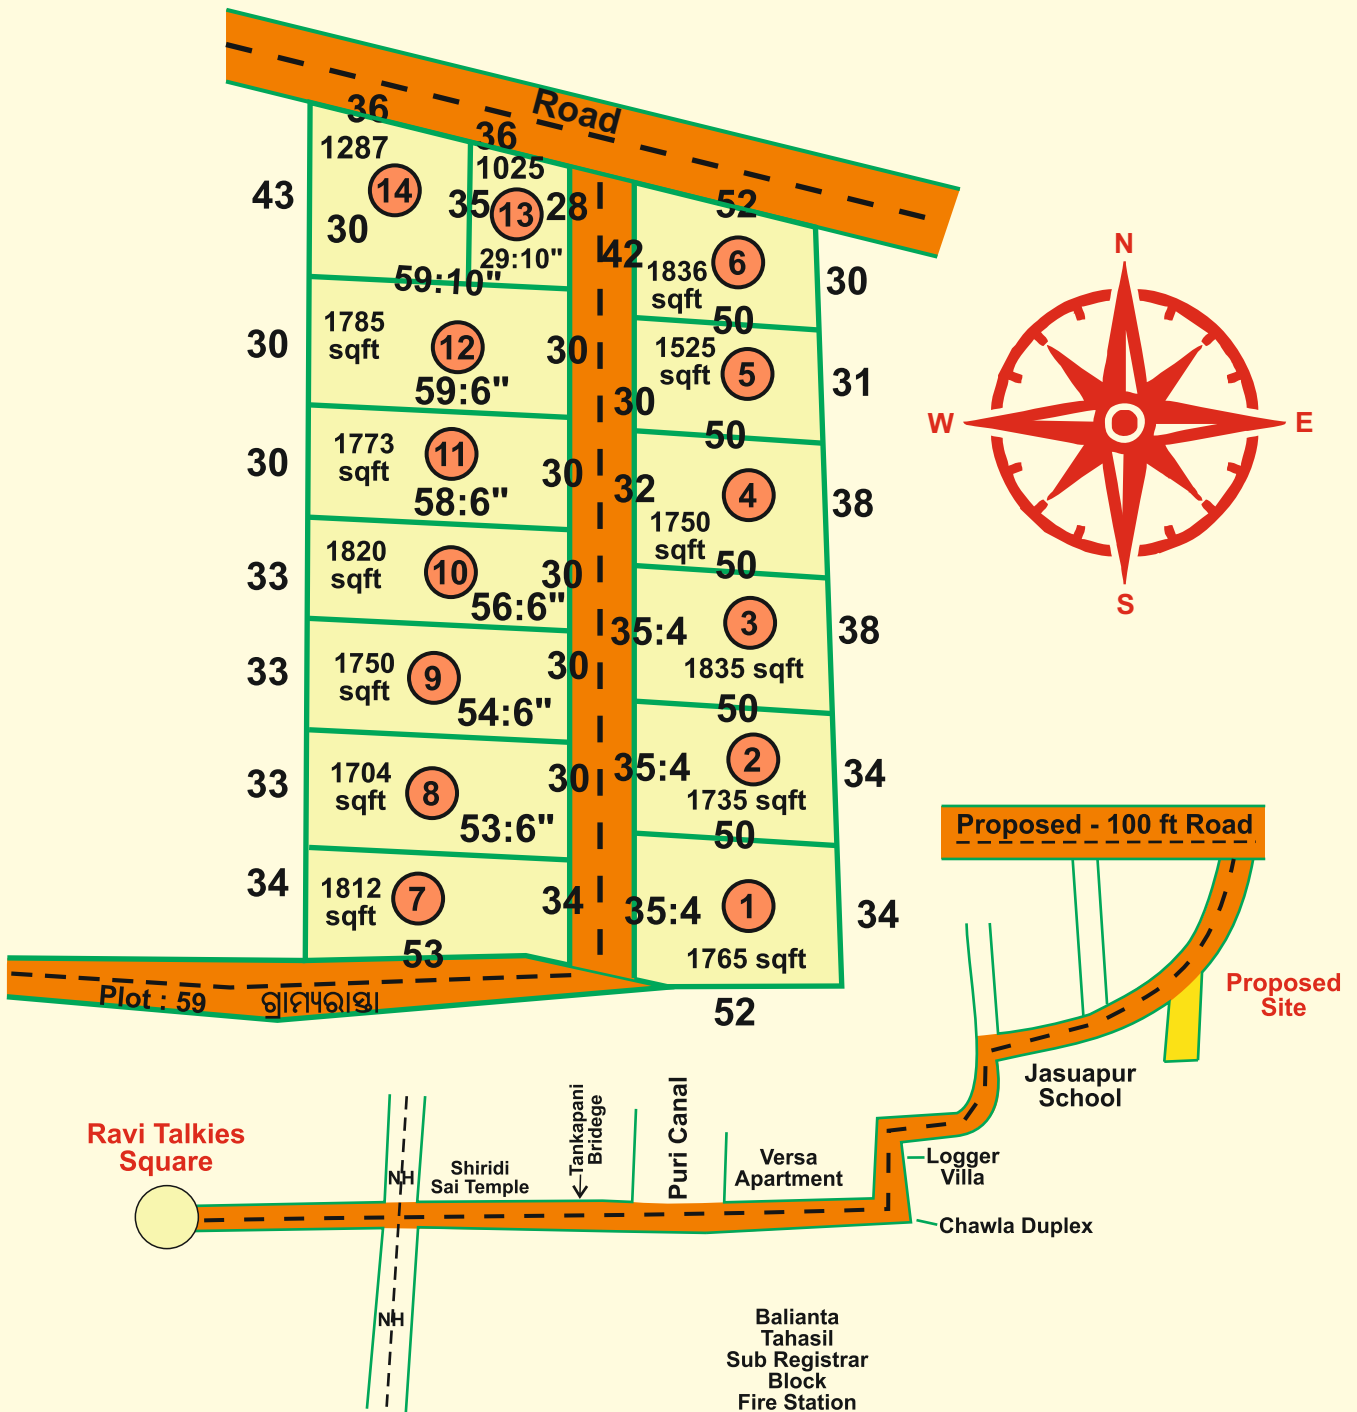 Road
36
36
1287
14
43
30
35
1025
13
28
29:10"
59:10"
42
52
6
1836
sqft
30
50
1785
sqft
12
30
30
59:6"
1525
sqft
5
30
31
50
1773
sqft
11
30
30
58:6"
32
4
38
1750
sqft
50
1820
sqft
10
33
30
56:6"
35:4
3
38
1835 sqft
50
1750
sqft
9
33
30
54:6"
35:4
2
34
1735 sqft
50
1704
sqft
8
33
30
53:6"
1812
sqft
7
34
34
53
35:4
1
34
1765 sqft
52
Plot : 59 ଗ୍ରାମ୍ୟରାସ୍ତା
N
W
E
S
Proposed - 100 ft Road
Proposed
Site
Jasuapur
School
Logger
Villa
Chawla Duplex
Versa
Apartment
Puri Canal
Tankapani
Bridege
Shiridi
Sai Temple
NH
NH
Ravi Talkies
Square
Balianta
Tahasil
Sub Registrar
Block
Fire Station